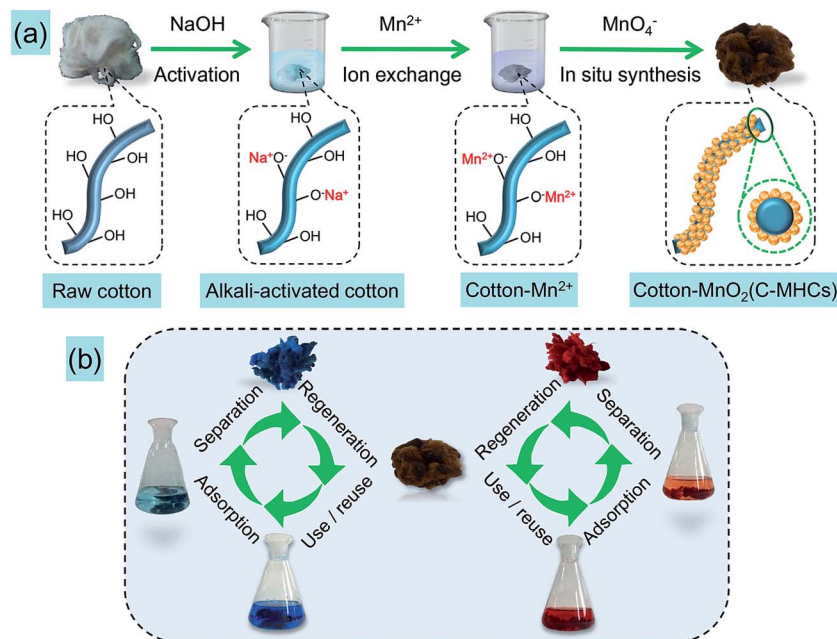 (a)
NaOH
Activation
Mn²⁺
Ion exchange
MnO₄⁻
In situ synthesis
HO
HO
OH
OH
HO
OH
HO
Na⁺O⁻
OH
O⁻Na⁺
HO
OH
HO
Mn²⁺O⁻
OH
O⁻Mn²⁺
HO
OH
Raw cotton
Alkali-activated cotton
Cotton-Mn²⁺
Cotton-MnO₂(C-MHCs)
(b)
Separation
Regeneration
Adsorption
Use / reuse
Regeneration
Separation
Use / reuse
Adsorption